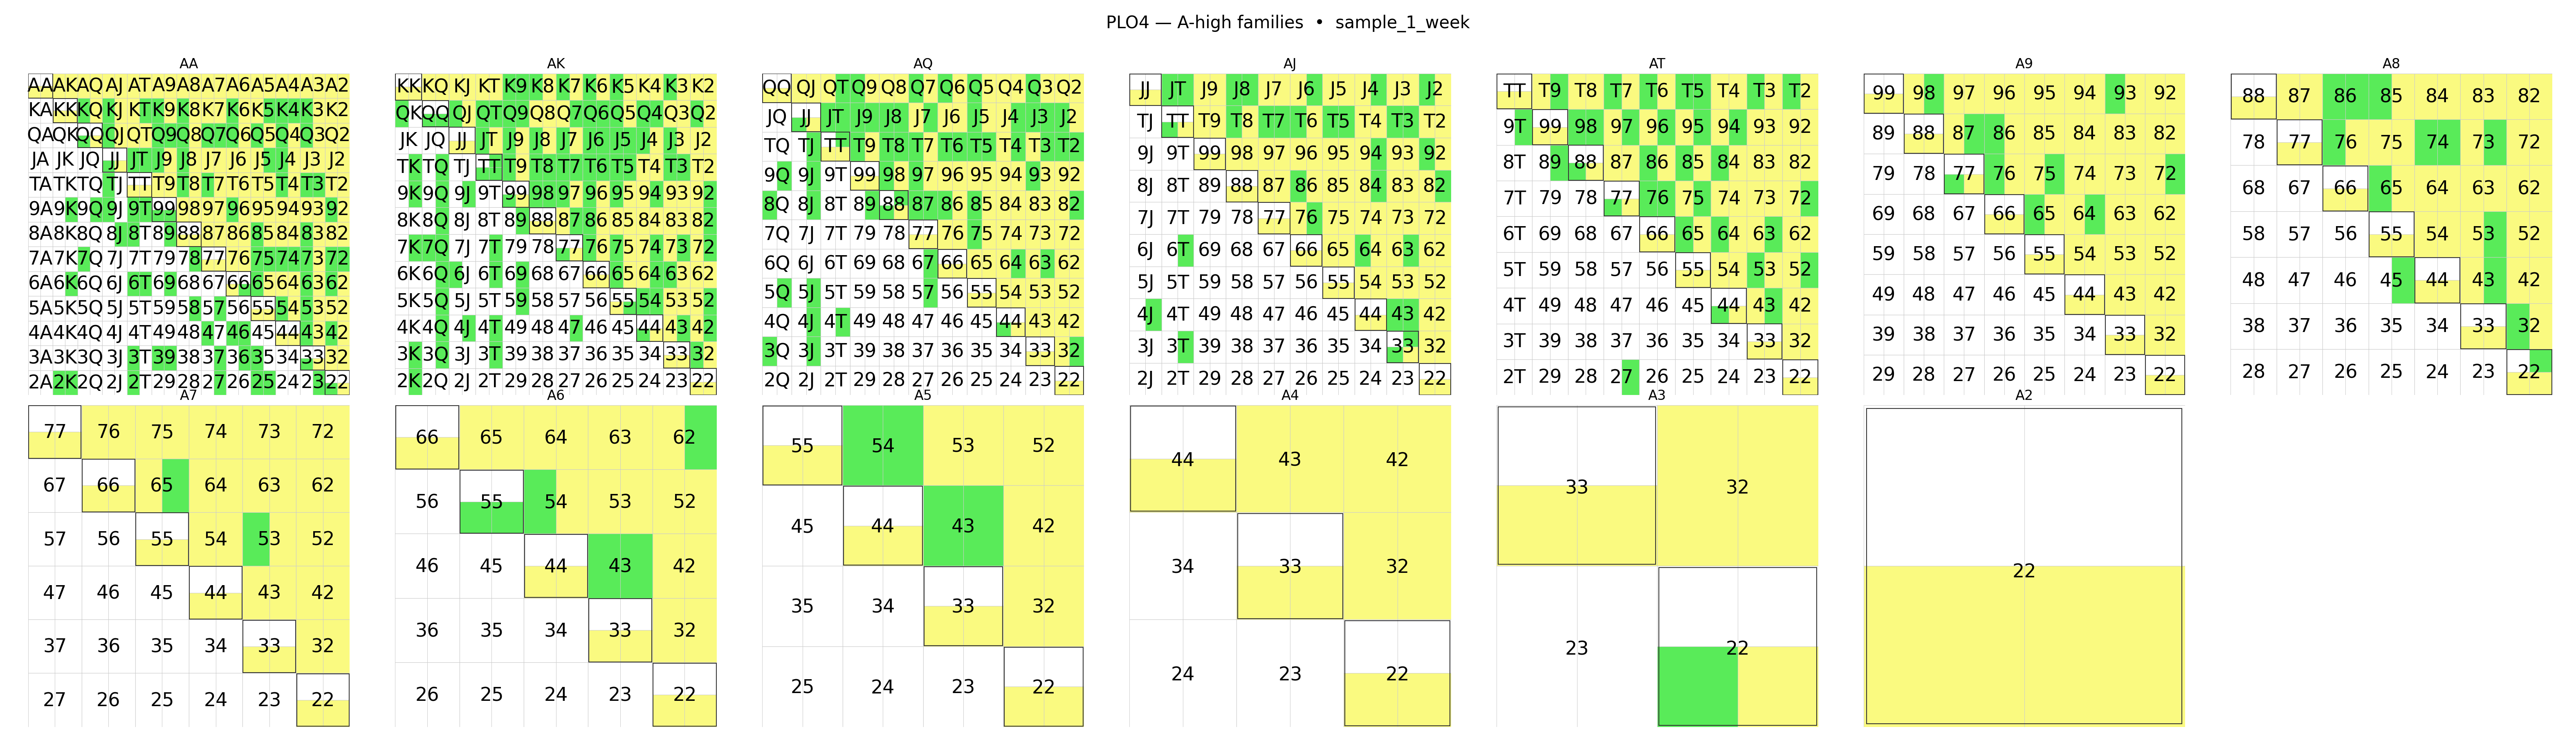 PLO4 — A-high families • sample_1_week
AA
AA AK AQ AJ AT A9 A8 A7 A6 A5 A4 A3 A2
KA KK KQ KJ KT K9 K8 K7 K6 K5 K4 K3 K2
QA QK QQ QJ QT Q9 Q8 Q7 Q6 Q5 Q4 Q3 Q2
JA JK JQ JJ JT J9 J8 J7 J6 J5 J4 J3 J2
TA TK TQ TJ TT T9 T8 T7 T6 T5 T4 T3 T2
9A 9K 9Q 9J 9T 99 98 97 96 95 94 93 92
8A 8K 8Q 8J 8T 89 88 87 86 85 84 83 82
7A 7K 7Q 7J 7T 79 78 77 76 75 74 73 72
6A 6K 6Q 6J 6T 69 68 67 66 65 64 63 62
5A 5K 5Q 5J 5T 59 58 57 56 55 54 53 52
4A 4K 4Q 4J 4T 49 48 47 46 45 44 43 42
3A 3K 3Q 3J 3T 39 38 37 36 35 34 33 32
2A 2K 2Q 2J 2T 29 28 27 26 25 24 23 22
AK
KK KQ KJ KT K9 K8 K7 K6 K5 K4 K3 K2
QK QQ QJ QT Q9 Q8 Q7 Q6 Q5 Q4 Q3 Q2
JK JQ JJ JT J9 J8 J7 J6 J5 J4 J3 J2
TK TQ TJ TT T9 T8 T7 T6 T5 T4 T3 T2
9K 9Q 9J 9T 99 98 97 96 95 94 93 92
8K 8Q 8J 8T 89 88 87 86 85 84 83 82
7K 7Q 7J 7T 79 78 77 76 75 74 73 72
6K 6Q 6J 6T 69 68 67 66 65 64 63 62
5K 5Q 5J 5T 59 58 57 56 55 54 53 52
4K 4Q 4J 4T 49 48 47 46 45 44 43 42
3K 3Q 3J 3T 39 38 37 36 35 34 33 32
2K 2Q 2J 2T 29 28 27 26 25 24 23 22
AQ
QQ QJ QT Q9 Q8 Q7 Q6 Q5 Q4 Q3 Q2
JQ JJ JT J9 J8 J7 J6 J5 J4 J3 J2
TQ TJ TT T9 T8 T7 T6 T5 T4 T3 T2
9Q 9J 9T 99 98 97 96 95 94 93 92
8Q 8J 8T 89 88 87 86 85 84 83 82
7Q 7J 7T 79 78 77 76 75 74 73 72
6Q 6J 6T 69 68 67 66 65 64 63 62
5Q 5J 5T 59 58 57 56 55 54 53 52
4Q 4J 4T 49 48 47 46 45 44 43 42
3Q 3J 3T 39 38 37 36 35 34 33 32
2Q 2J 2T 29 28 27 26 25 24 23 22
AJ
JJ JT J9 J8 J7 J6 J5 J4 J3 J2
TJ TT T9 T8 T7 T6 T5 T4 T3 T2
9J 9T 99 98 97 96 95 94 93 92
8J 8T 89 88 87 86 85 84 83 82
7J 7T 79 78 77 76 75 74 73 72
6J 6T 69 68 67 66 65 64 63 62
5J 5T 59 58 57 56 55 54 53 52
4J 4T 49 48 47 46 45 44 43 42
3J 3T 39 38 37 36 35 34 33 32
2J 2T 29 28 27 26 25 24 23 22
AT
TT T9 T8 T7 T6 T5 T4 T3 T2
9T 99 98 97 96 95 94 93 92
8T 89 88 87 86 85 84 83 82
7T 79 78 77 76 75 74 73 72
6T 69 68 67 66 65 64 63 62
5T 59 58 57 56 55 54 53 52
4T 49 48 47 46 45 44 43 42
3T 39 38 37 36 35 34 33 32
2T 29 28 27 26 25 24 23 22
A9
99 98 97 96 95 94 93 92
89 88 87 86 85 84 83 82
79 78 77 76 75 74 73 72
69 68 67 66 65 64 63 62
59 58 57 56 55 54 53 52
49 48 47 46 45 44 43 42
39 38 37 36 35 34 33 32
29 28 27 26 25 24 23 22
A8
88 87 86 85 84 83 82
78 77 76 75 74 73 72
68 67 66 65 64 63 62
58 57 56 55 54 53 52
48 47 46 45 44 43 42
38 37 36 35 34 33 32
28 27 26 25 24 23 22
A7
77 76 75 74 73 72
67 66 65 64 63 62
57 56 55 54 53 52
47 46 45 44 43 42
37 36 35 34 33 32
27 26 25 24 23 22
A6
66 65 64 63 62
56 55 54 53 52
46 45 44 43 42
36 35 34 33 32
26 25 24 23 22
A5
55 54 53 52
45 44 43 42
35 34 33 32
25 24 23 22
A4
44 43 42
34 33 32
24 23 22
A3
33 32
23 22
A2
22